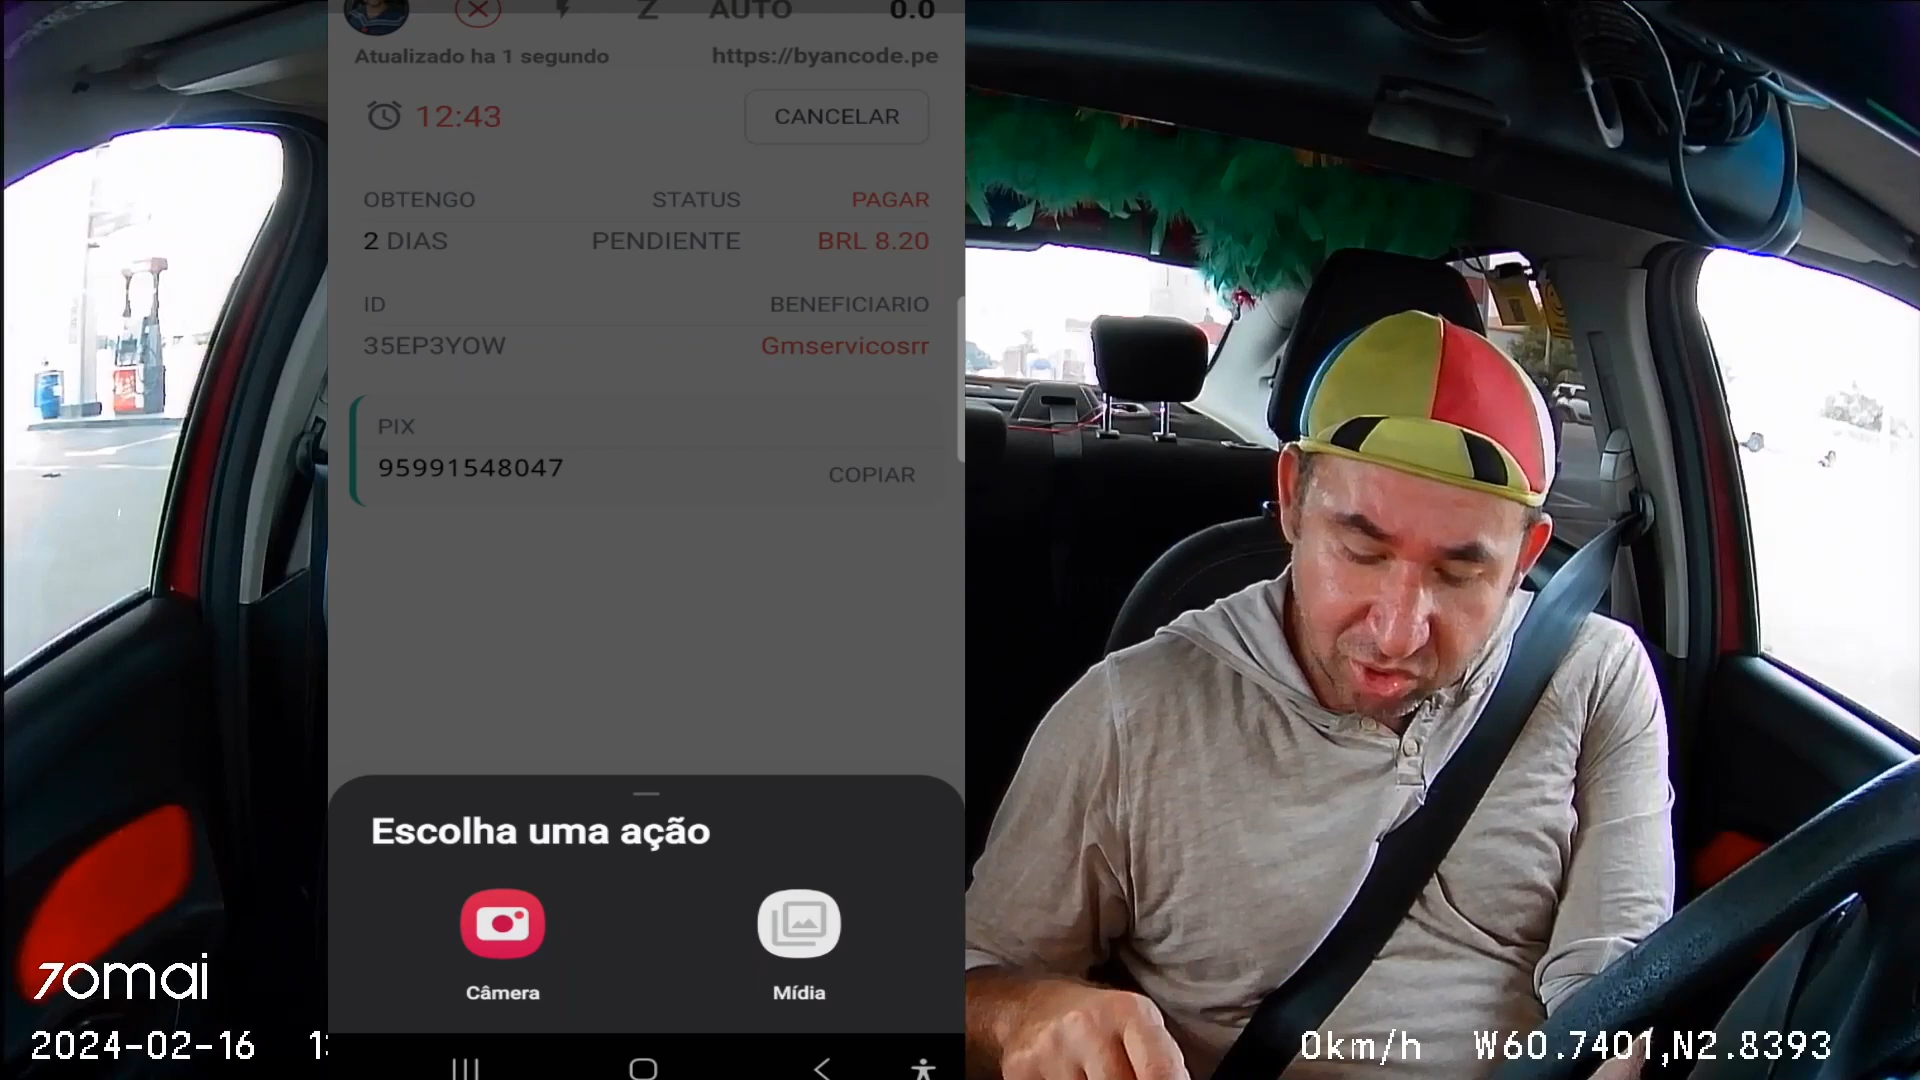 Z AUTO 0.0
Atualizado ha 1 segundo https://byancode.pe
12:43 CANCELAR
OBTENGO STATUS PAGAR
2 DIAS PENDIENTE BRL 8.20
ID BENEFICIARIO
35EP3YOW Gmservicosrr
PIX
95991548047 COPIAR
Escolha uma ação
Câmera Mídia
70mai
2024-02-16
0km/h W60.7401,N2.8393